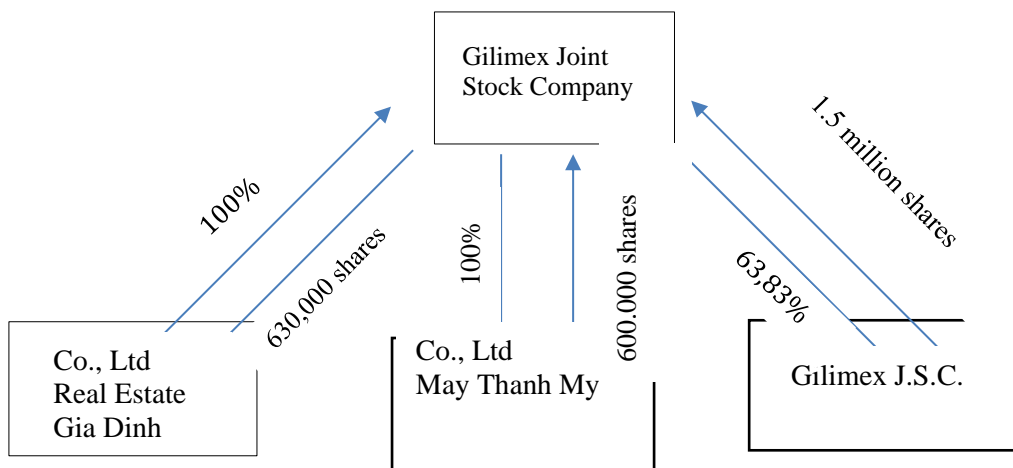 Gilimex Joint
Stock Company
100%
630,000 shares
100%
600.000 shares
63,83%
1.5 million shares
Co., Ltd
Real Estate
Gia Dinh
Co., Ltd
May Thanh My
Gılimex J.S.C.